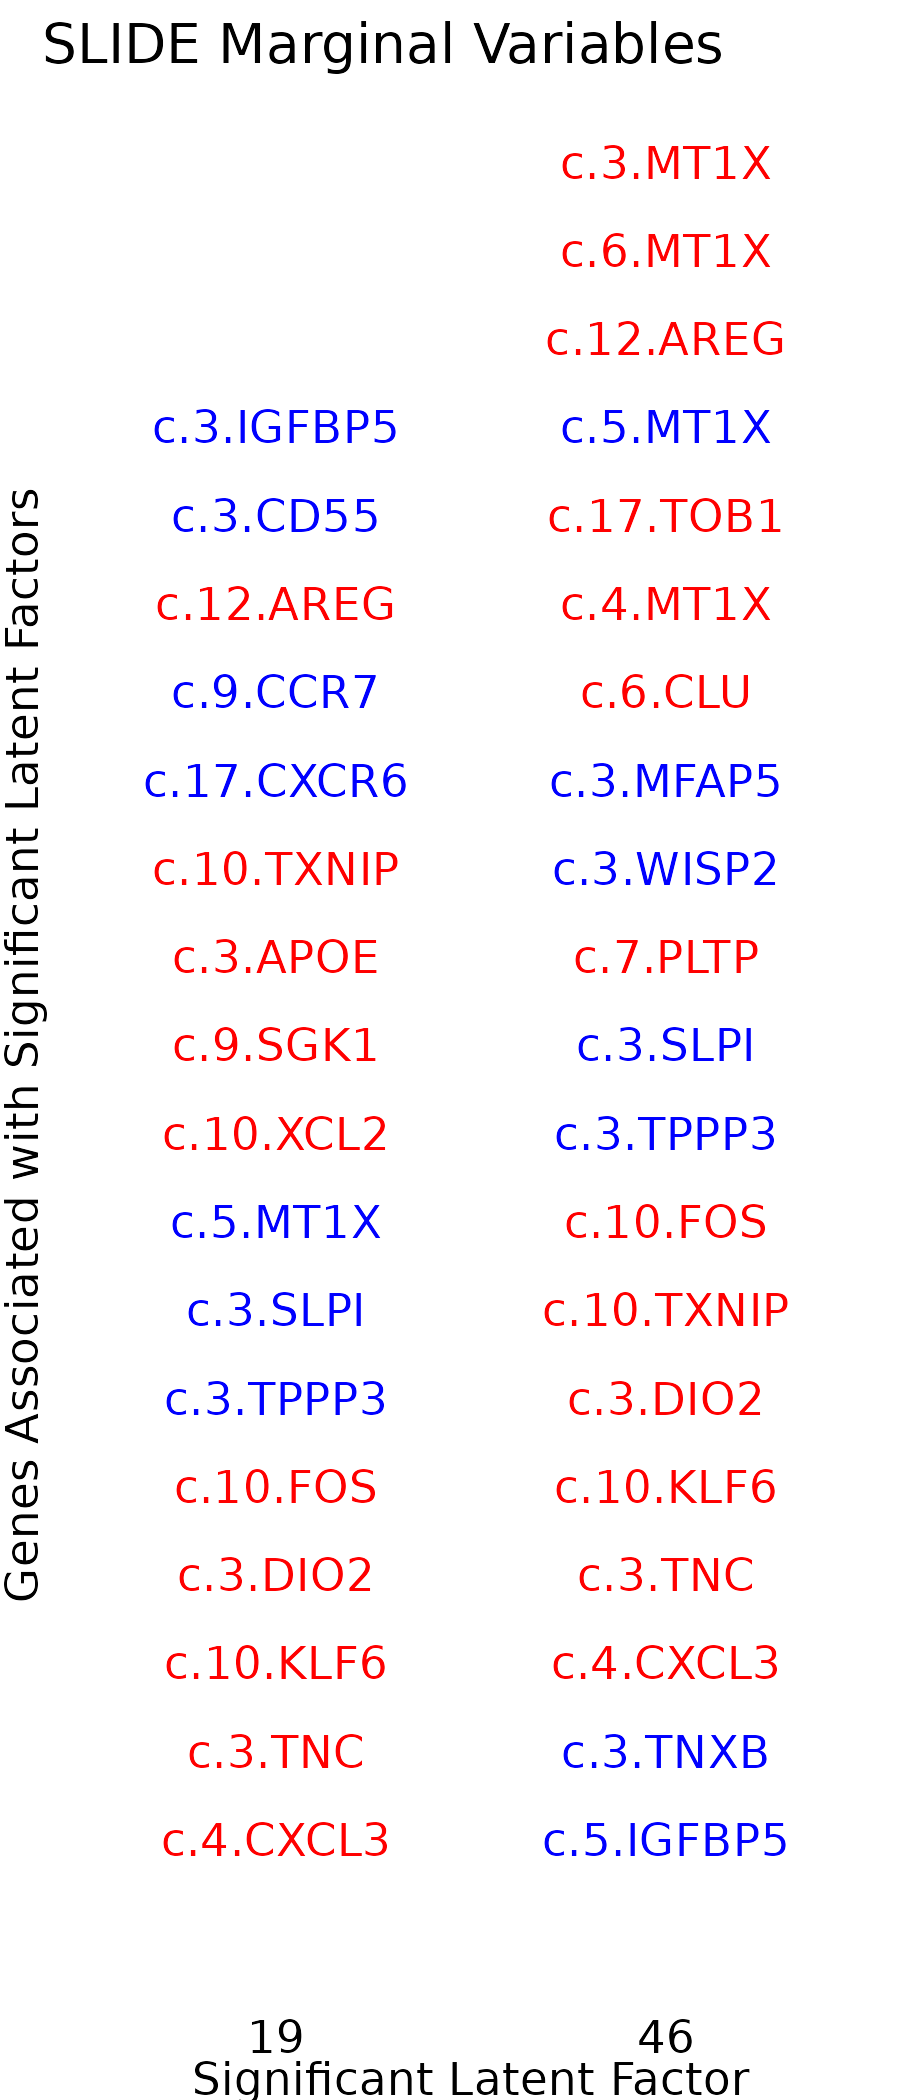 SLIDE Marginal Variables
Genes Associated with Significant Latent Factors
c.3.MT1X
c.6.MT1X
c.12.AREG
c.3.IGFBP5 c.5.MT1X
c.3.CD55 c.17.TOB1
c.12.AREG c.4.MT1X
c.9.CCR7 c.6.CLU
c.17.CXCR6 c.3.MFAP5
c.10.TXNIP c.3.WISP2
c.3.APOE c.7.PLTP
c.9.SGK1 c.3.SLPI
c.10.XCL2 c.3.TPPP3
c.5.MT1X c.10.FOS
c.3.SLPI c.10.TXNIP
c.3.TPPP3 c.3.DIO2
c.10.FOS c.10.KLF6
c.3.DIO2 c.3.TNC
c.10.KLF6 c.4.CXCL3
c.3.TNC c.3.TNXB
c.4.CXCL3 c.5.IGFBP5
19 46
Significant Latent Factor